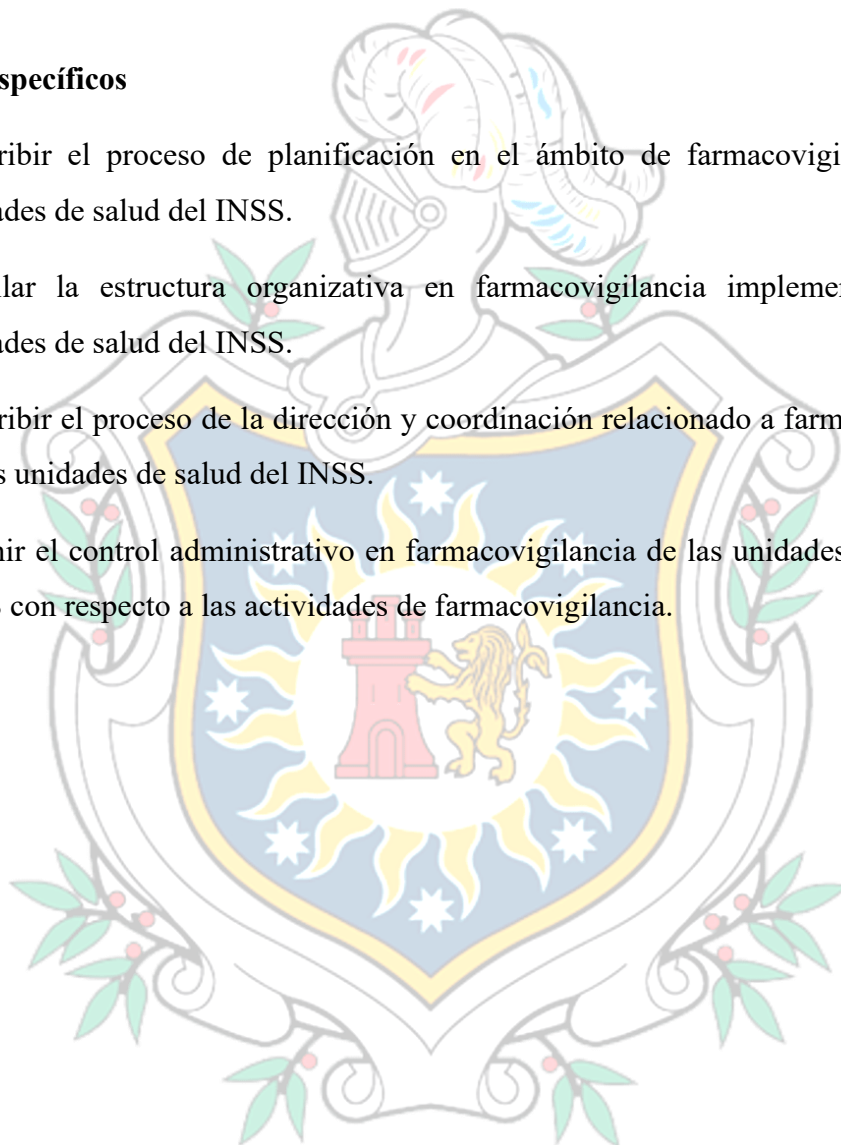 specíficos
ribir el proceso de planificación en el ámbito de farmacovigi
ades de salud del INSS.
lar la estructura organizativa en farmacovigilancia implemen
ades de salud del INSS.
ribir el proceso de la dirección y coordinación relacionado a farm
s unidades de salud del INSS.
nir el control administrativo en farmacovigilancia de las unidades
con respecto a las actividades de farmacovigilancia.